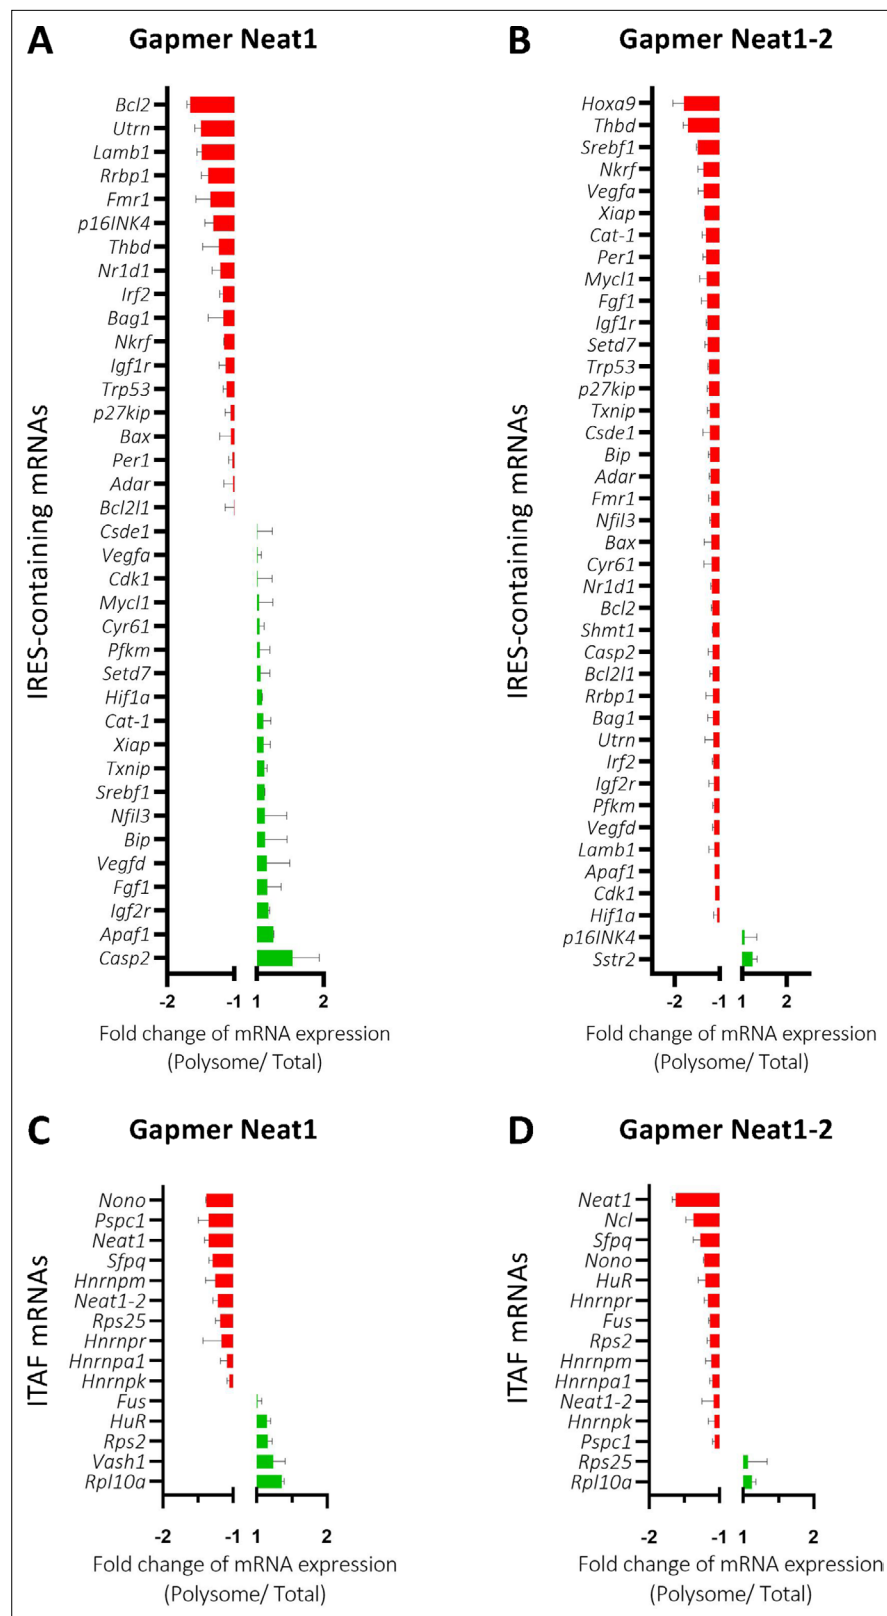 A Gapmer Neat1
IRES-containing mRNAs
Bcl2
Utrn
Lamb1
Rrbp1
Fmr1
p16INK4
Thbd
Nr1d1
Irf2
Bag1
Nkrf
Igf1r
Trp53
p27kip
Bax
Per1
Adar
Bcl2l1
Csde1
Vegfa
Cdk1
Mycl1
Cyr61
Pfkm
Setd7
Hif1a
Cat-1
Xiap
Txnip
Srebf1
Nfil3
Bip
Vegfd
Fgf1
Igf2r
Apaf1
Casp2
-2 -1 1 2
Fold change of mRNA expression
(Polysome/ Total)
B Gapmer Neat1-2
IRES-containing mRNAs
Hoxa9
Thbd
Srebf1
Nkrf
Vegfa
Xiap
Cat-1
Per1
Mycl1
Fgf1
Igf1r
Setd7
Trp53
p27kip
Txnip
Csde1
Bip
Adar
Fmr1
Nfil3
Bax
Cyr61
Nr1d1
Bcl2
Shmt1
Casp2
Bcl2l1
Rrbp1
Bag1
Utrn
Irf2
Igf2r
Pfkm
Vegfd
Lamb1
Apaf1
Cdk1
Hif1a
p16INK4
Sstr2
-2 -1 1 2
Fold change of mRNA expression
(Polysome/ Total)
C Gapmer Neat1
ITAF mRNAs
Nono
Pspc1
Neat1
Sfpq
Hnrnpm
Neat1-2
Rps25
Hnrnpr
Hnrnpa1
Hnrnpk
Fus
HuR
Rps2
Vash1
Rpl10a
-2 -1 1 2
Fold change of mRNA expression
(Polysome/ Total)
D Gapmer Neat1-2
ITAF mRNAs
Neat1
Ncl
Sfpq
Nono
HuR
Hnrnpr
Fus
Rps2
Hnrnpm
Hnrnpa1
Neat1-2
Hnrnpk
Pspc1
Rps25
Rpl10a
-2 -1 1 2
Fold change of mRNA expression
(Polysome/ Total)